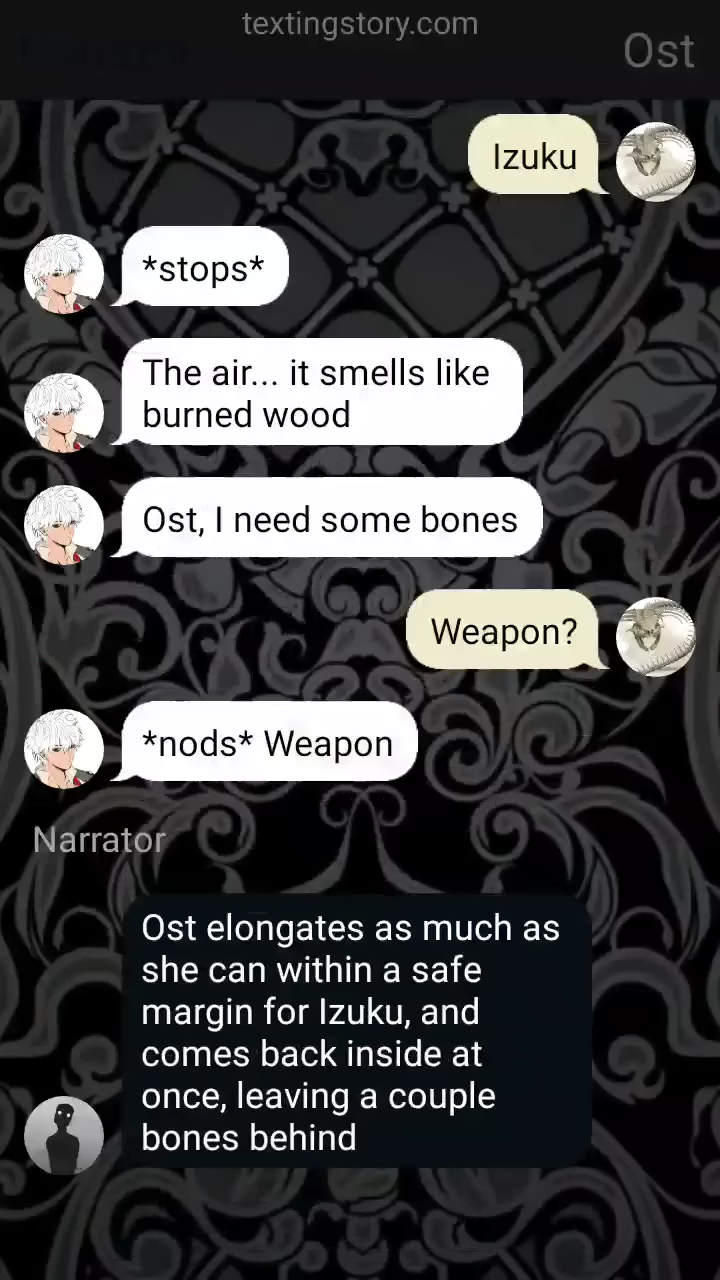 textingstory.com
Ost
Izuku
*stops*
The air... it smells like
burned wood
Ost, I need some bones
Weapon?
*nods* Weapon
Narrator
Ost elongates as much as
she can within a safe
margin for Izuku, and
comes back inside at
once, leaving a couple
bones behind